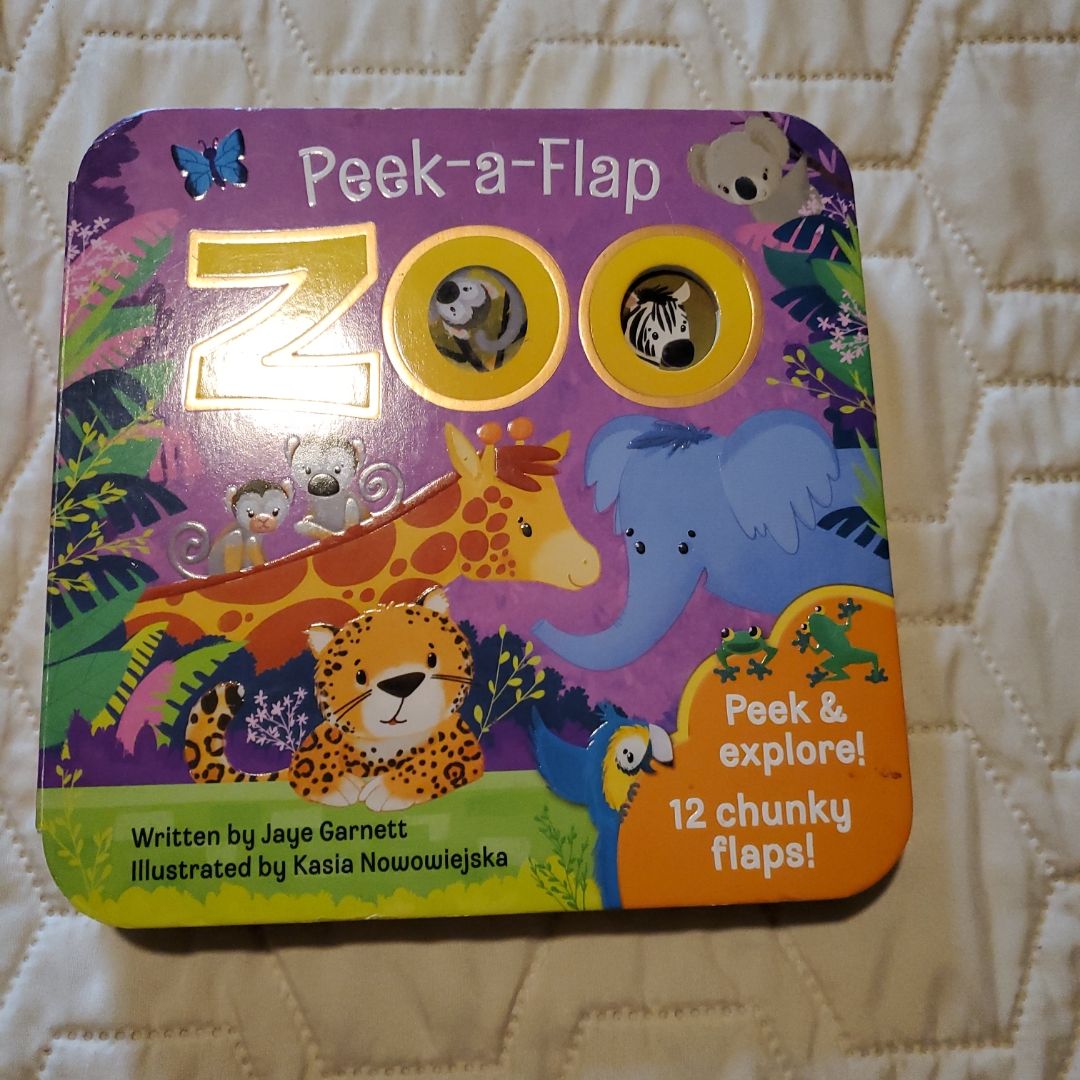 Peek-a-Flap
ZOO
Peek &
explore!
12 chunky
flaps!
Written by Jaye Garnett
Illustrated by Kasia Nowowiejska